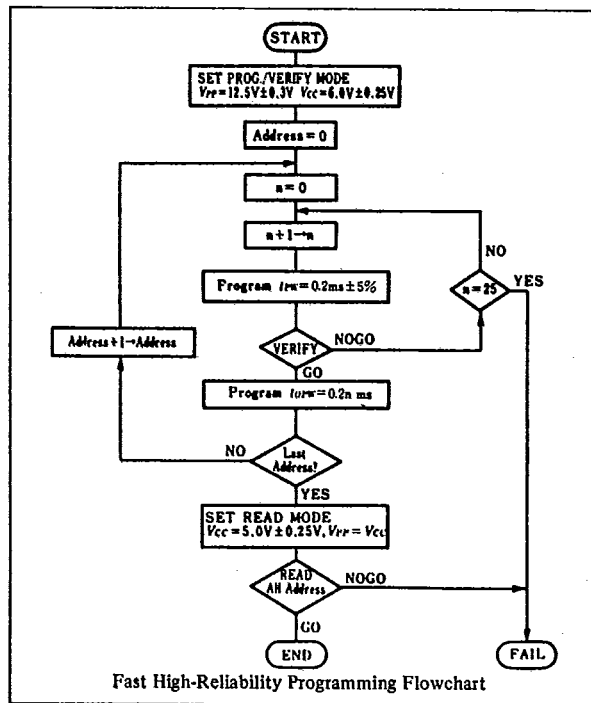 START
SET PROG./VERIFY MODE
VPP=12.5V±0.3V VCC=6.0V±0.25V
Address=0
n=0
n+1→n
NO
YES
Program tPW=0.2ms±5%
n=25
Address+1→Address
VERIFY
NOGO
GO
Program tOPW=0.2n ms
NO
Last
Address?
YES
SET READ MODE
VCC=5.0V±0.25V, VPP=VCC
READ
All Address
NOGO
GO
END
FAIL
Fast High-Reliability Programming Flowchart